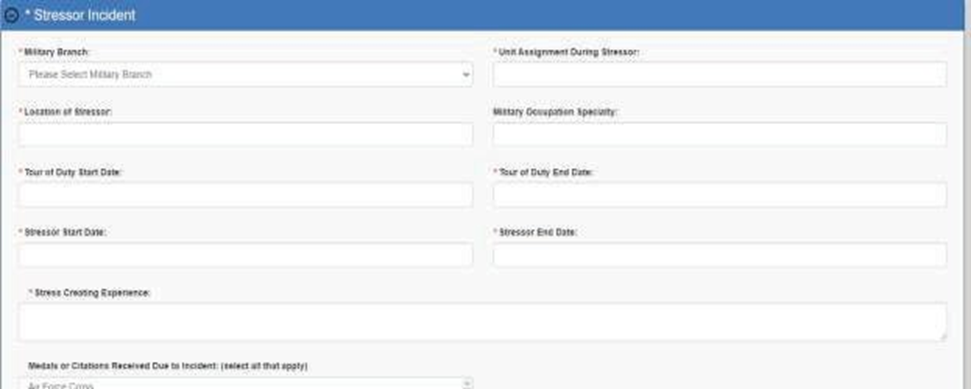 * Stressor Incident
* Military Branch:
* Unit Assignment During Stressor:
Please Select Military Branch
* Location of Stressor:
Military Occupation Specialty:
* Tour of Duty Start Date:
* Tour of Duty End Date:
* Stressor Start Date:
* Stressor End Date:
* Stress Creating Experience:
Medals or Citations Received Due to Incident: (select all that apply)
Air Force Cross